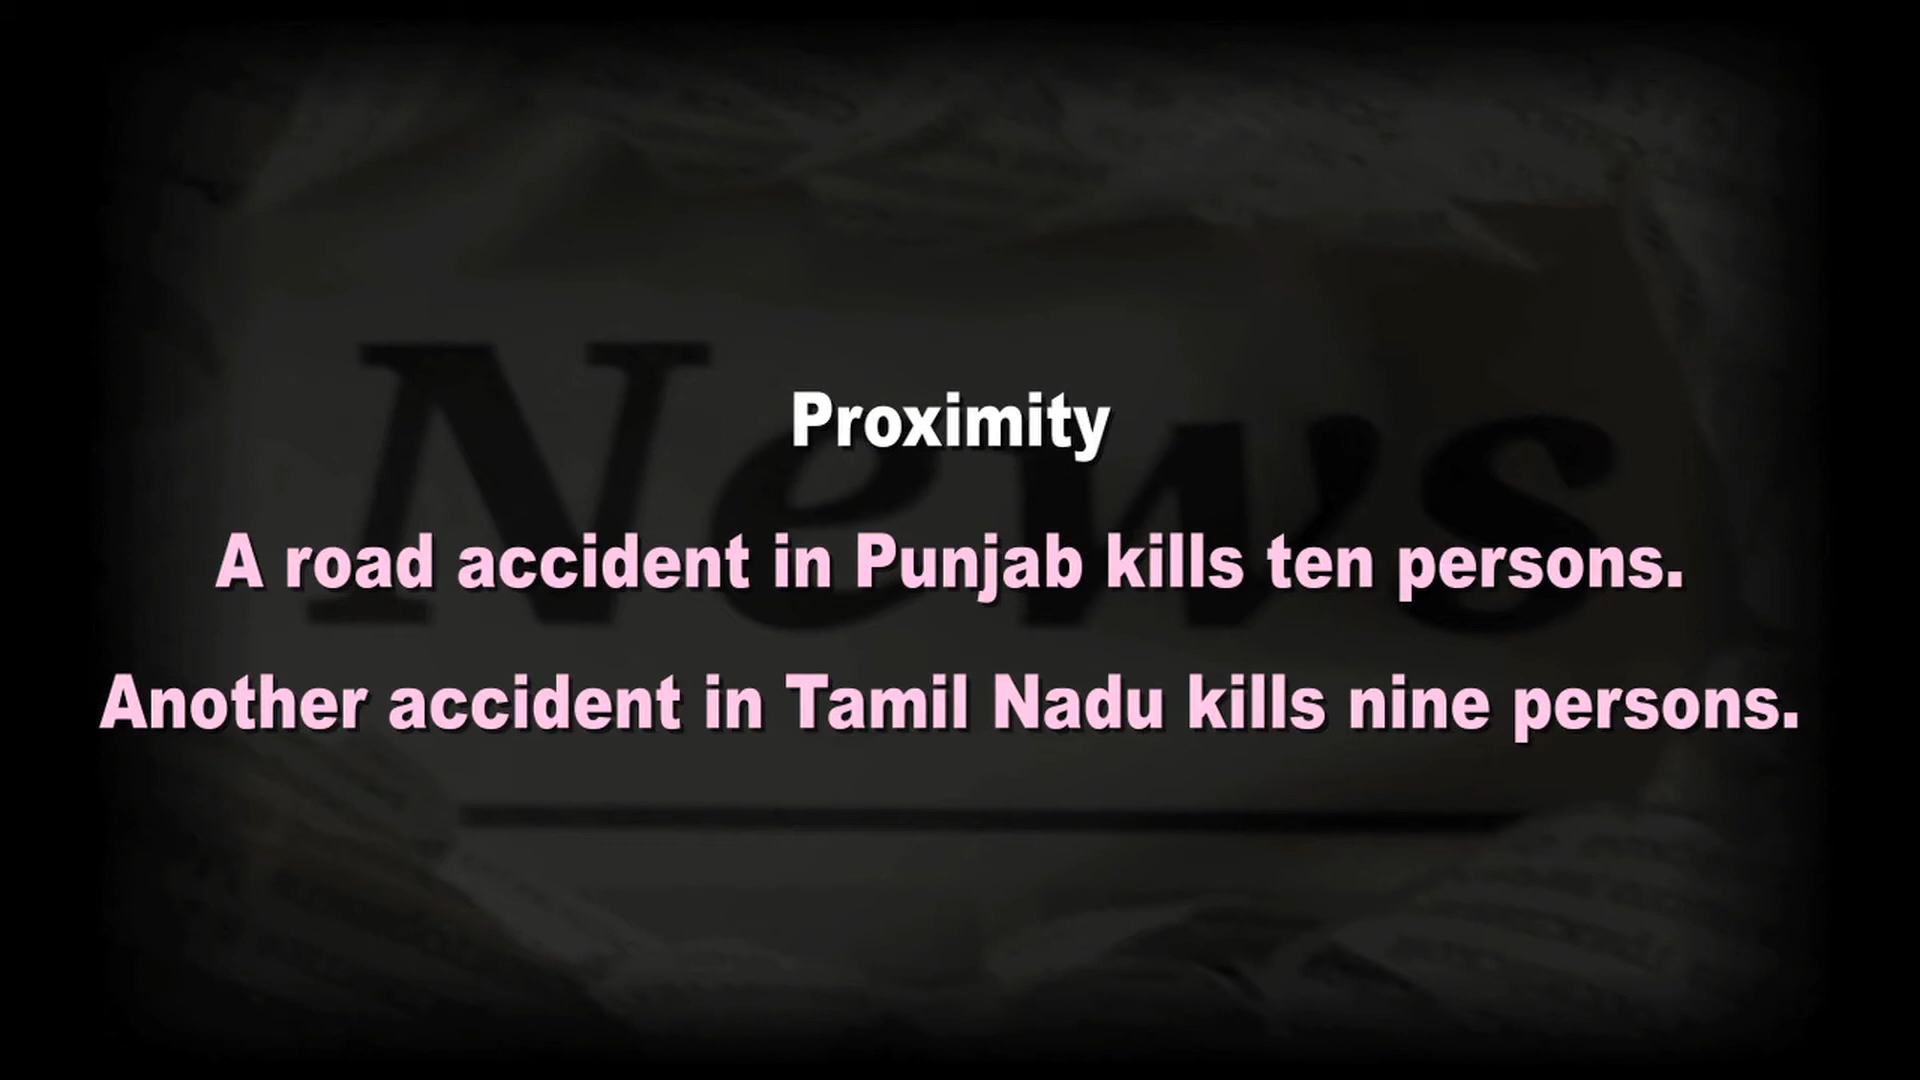 News
Proximity
A road accident in Punjab kills ten persons.
Another accident in Tamil Nadu kills nine persons.